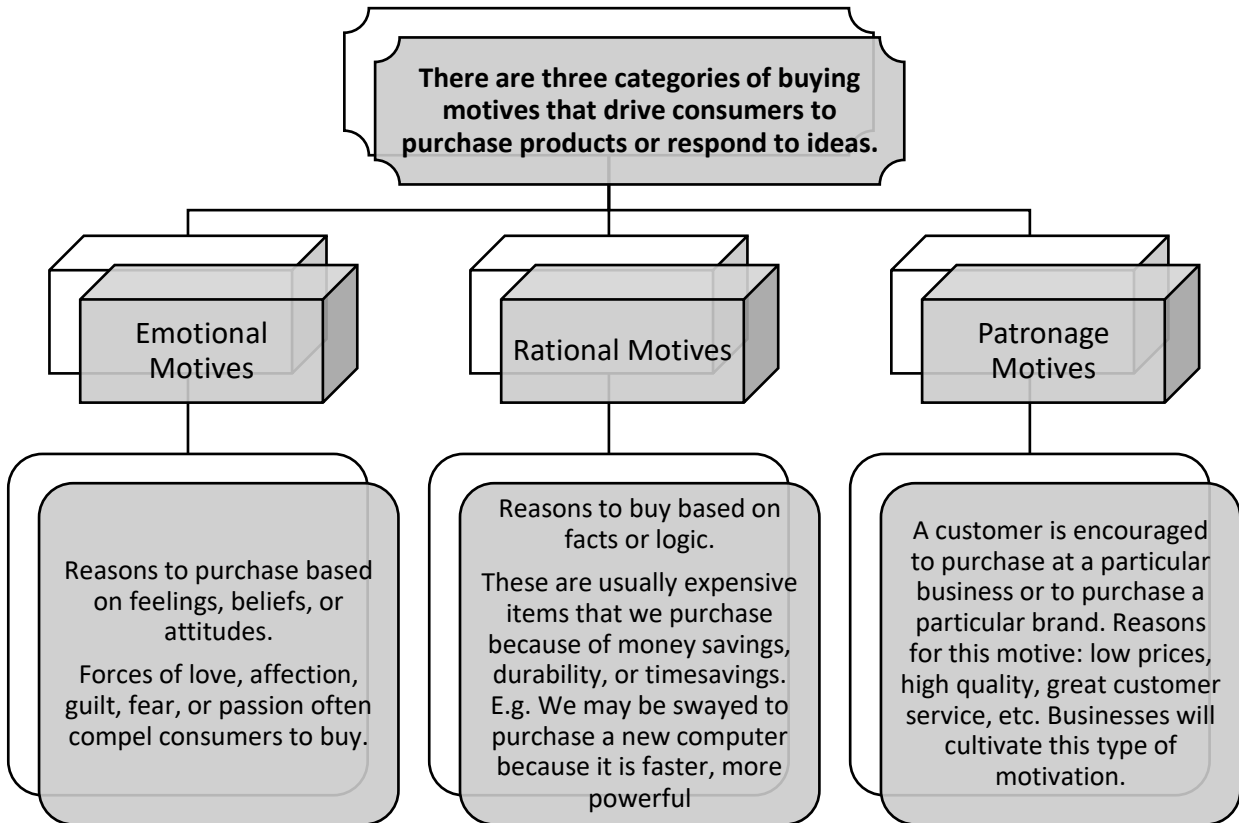 There are three categories of buying
motives that drive consumers to
purchase products or respond to ideas.
Emotional
Motives
Rational Motives
Patronage
Motives
Reasons to purchase based
on feelings, beliefs, or
attitudes.
Forces of love, affection,
guilt, fear, or passion often
compel consumers to buy.
Reasons to buy based on
facts or logic.
These are usually expensive
items that we purchase
because of money savings,
durability, or timesavings.
E.g. We may be swayed to
purchase a new computer
because it is faster, more
powerful
A customer is encouraged
to purchase at a particular
business or to purchase a
particular brand. Reasons
for this motive: low prices,
high quality, great customer
service, etc. Businesses will
cultivate this type of
motivation.